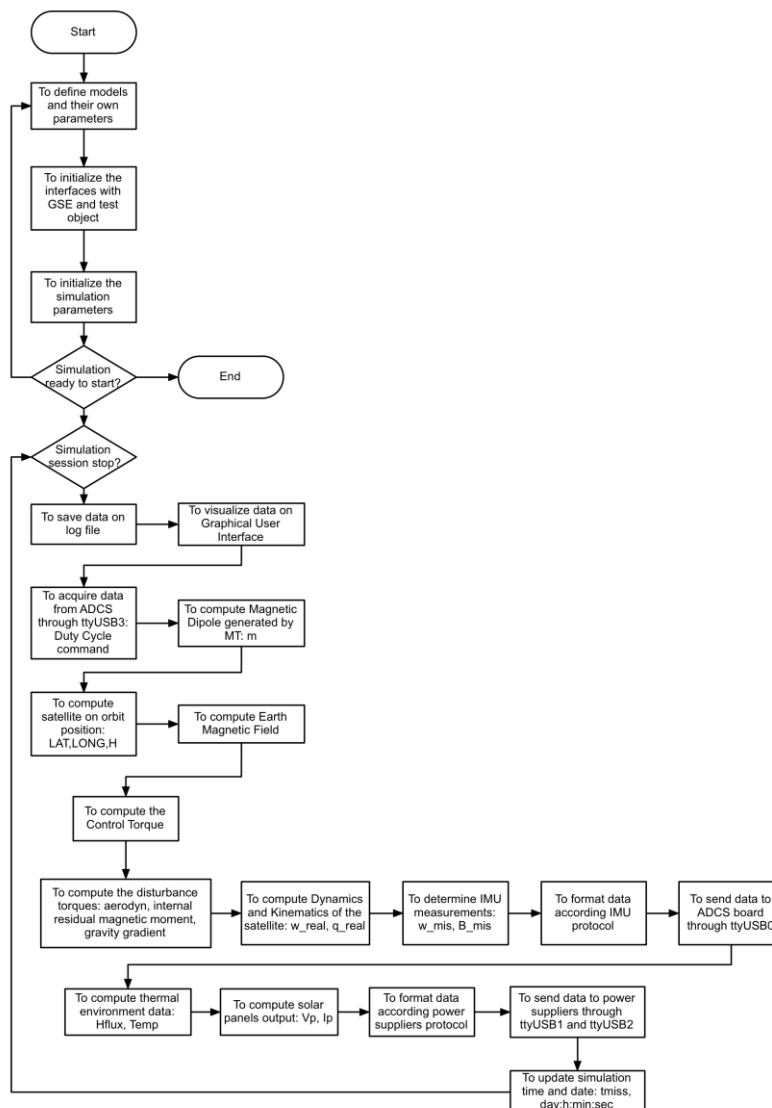 Start
To define models
and their own
parameters
To initialize the
interfaces with
GSE and test
object
To initialize the
simulation
parameters
Simulation
ready to start?
End
Simulation
session stop?
To save data on
log file
To visualize data on
Graphical User
Interface
To acquire data
from ADCS
through ttyUSB3:
Duty Cycle
command
To compute Magnetic
Dipole generated by
MT: m
To compute
satellite on orbit
position:
LAT,LONG,H
To compute Earth
Magnetic Field
To compute the
Control Torque
To compute the disturbance
torques: aerodyn, internal
residual magnetic moment,
gravity gradient
To compute Dynamics
and Kinematics of the
satellite: w_real, q_real
To determine IMU
measurements:
w_mis, B_mis
To format data
according IMU
protocol
To send data to
ADCS board
through ttyUSB0
To compute thermal
environment data:
Hflux, Temp
To compute solar
panels output: Vp, Ip
To format data
according power
suppliers protocol
To send data to power
suppliers through
ttyUSB1 and ttyUSB2
To update simulation
time and date: tmiss,
day:h:min:sec